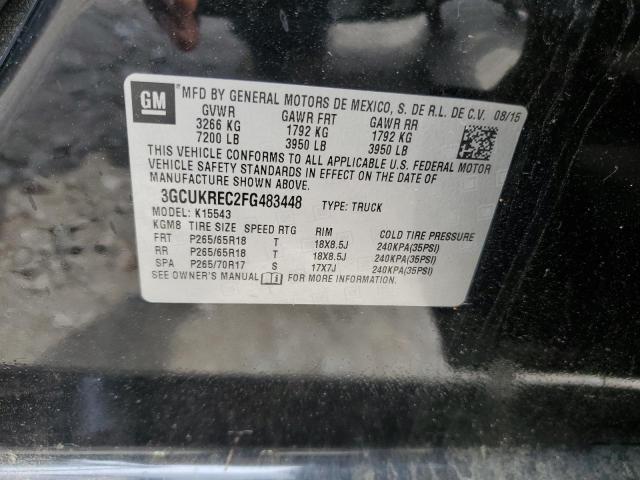 GM
MFD BY GENERAL MOTORS DE MEXICO, S. DE R.L. DE C.V. 08/15
GVWR GAWR FRT GAWR RR
3266 KG 1792 KG 1792 KG
7200 LB 3950 LB 3950 LB
THIS VEHICLE CONFORMS TO ALL APPLICABLE U.S. FEDERAL MOTOR
VEHICLE SAFETY STANDARDS IN EFFECT ON THE DATE OF
MANUFACTURE SHOWN ABOVE.
3GCUKREC2FG483448 TYPE: TRUCK
MODEL: K15543
KGM8 TIRE SIZE SPEED RTG RIM COLD TIRE PRESSURE
FRT P265/65R18 T 18X8.5J 240KPA(35PSI)
RR P265/65R18 T 18X8.5J 240KPA(35PSI)
SPA P265/70R17 S 17X7J 240KPA(35PSI)
SEE OWNER'S MANUAL FOR MORE INFORMATION.